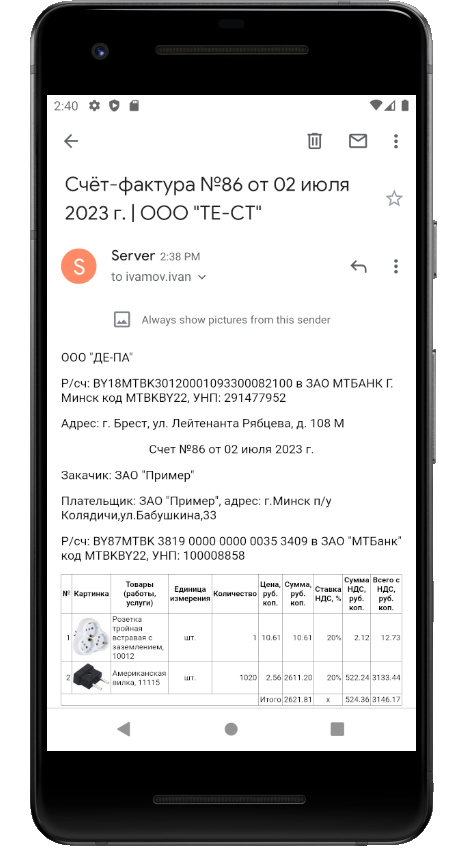 2:40
Счёт-фактура №86 от 02 июля
2023 г. | ООО "ТЕ-СТ"
S
Server 2:38 PM
to ivamov.ivan
Always show pictures from this sender
ООО "ДЕ-ПА"
Р/сч: BY18MTBK30120001093300082100 в ЗАО МТБАНК Г.
Минск код MTBKBY22, УНП: 291477952
Адрес: г. Брест, ул. Лейтенанта Рябцева, д. 108 М
Счет №86 от 02 июля 2023 г.
Закачик: ЗАО "Пример"
Плательщик: ЗАО "Пример", адрес: г.Минск п/у
Колядичи,ул.Бабушкина,33
Р/сч: BY87MTBK 3819 0000 0000 0035 3409 в ЗАО "МТБанк"
код MTBKBY22, УНП: 100008858
№ Картинка Товары (работы, услуги) Единица измерения Количество Цена, руб. коп. Сумма, руб. коп. Ставка НДС, % Сумма НДС, руб. коп. Всего с НДС, руб. коп.
1 Розетка тройная встравая с заземлением, 10012 шт. 1 10.61 10.61 20% 2.12 12.73
2 Американская вилка, 11115 шт. 1020 2.56 2611.20 20% 522.24 3133.44
Итого 2621.81 x 524.36 3146.17